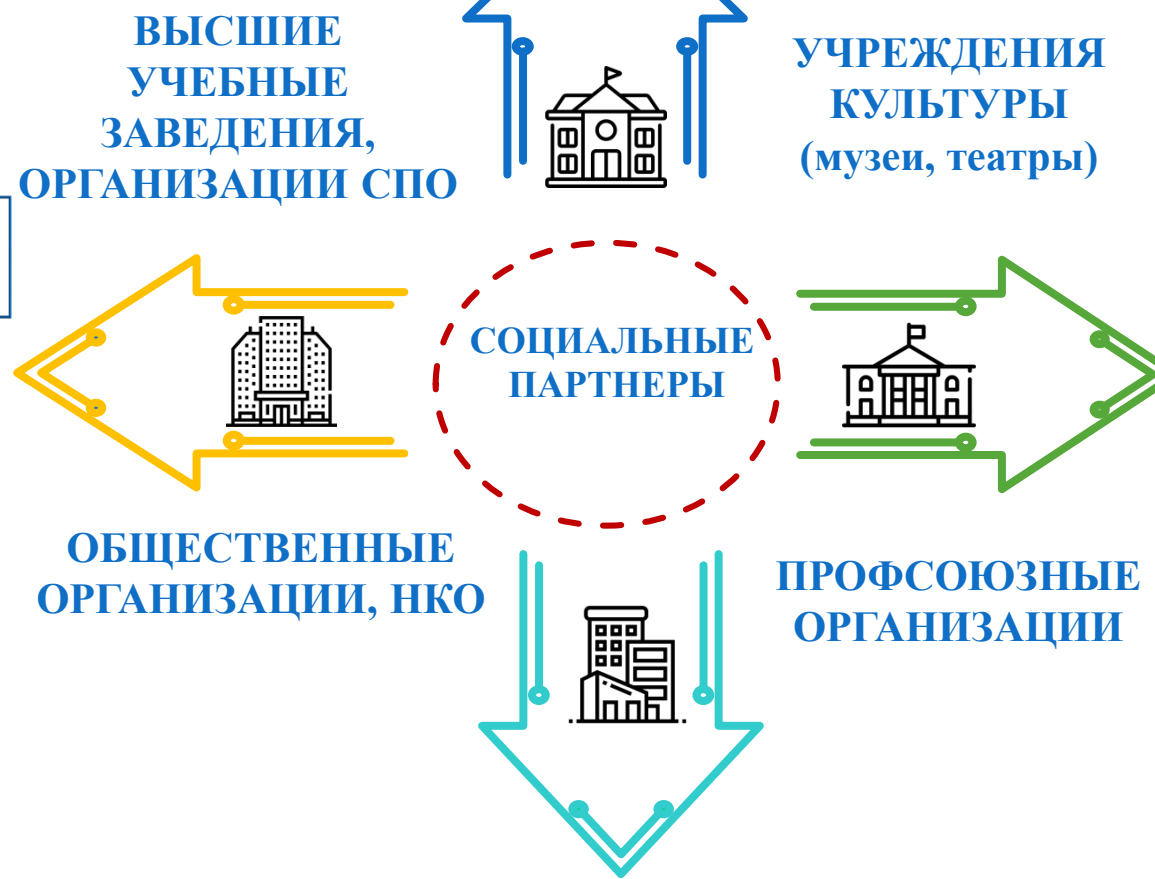 ВЫСШИЕ
УЧЕБНЫЕ
ЗАВЕДЕНИЯ,
ОРГАНИЗАЦИИ СПО
УЧРЕЖДЕНИЯ
КУЛЬТУРЫ
(музеи, театры)
СОЦИАЛЬНЫЕ
ПАРТНЕРЫ
ОБЩЕСТВЕННЫЕ
ОРГАНИЗАЦИИ, НКО
ПРОФСОЮЗНЫЕ
ОРГАНИЗАЦИИ